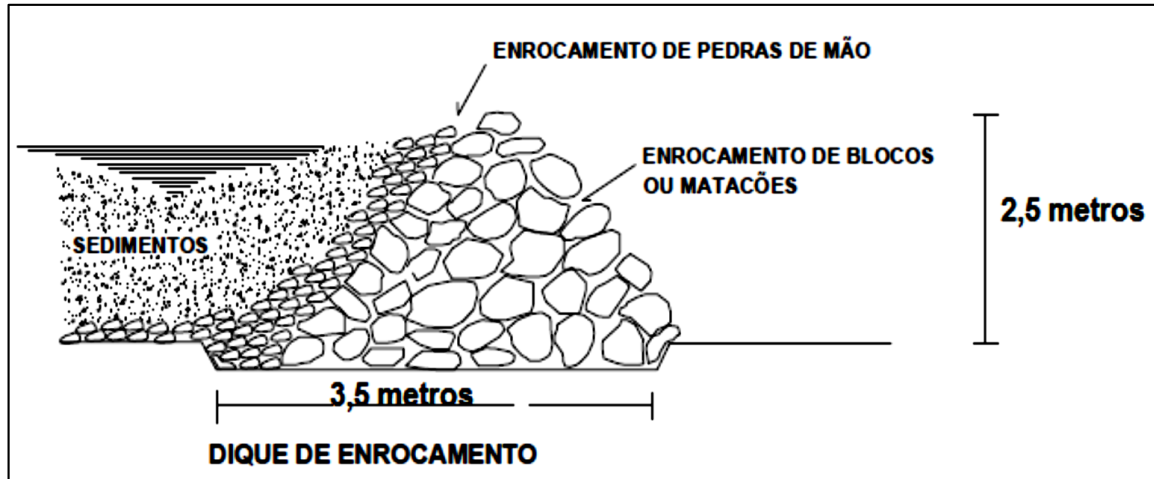 ENROCAMENTO DE PEDRAS DE MÃO
ENROCAMENTO DE BLOCOS
OU MATACÕES
2,5 metros
SEDIMENTOS
3,5 metros
DIQUE DE ENROCAMENTO